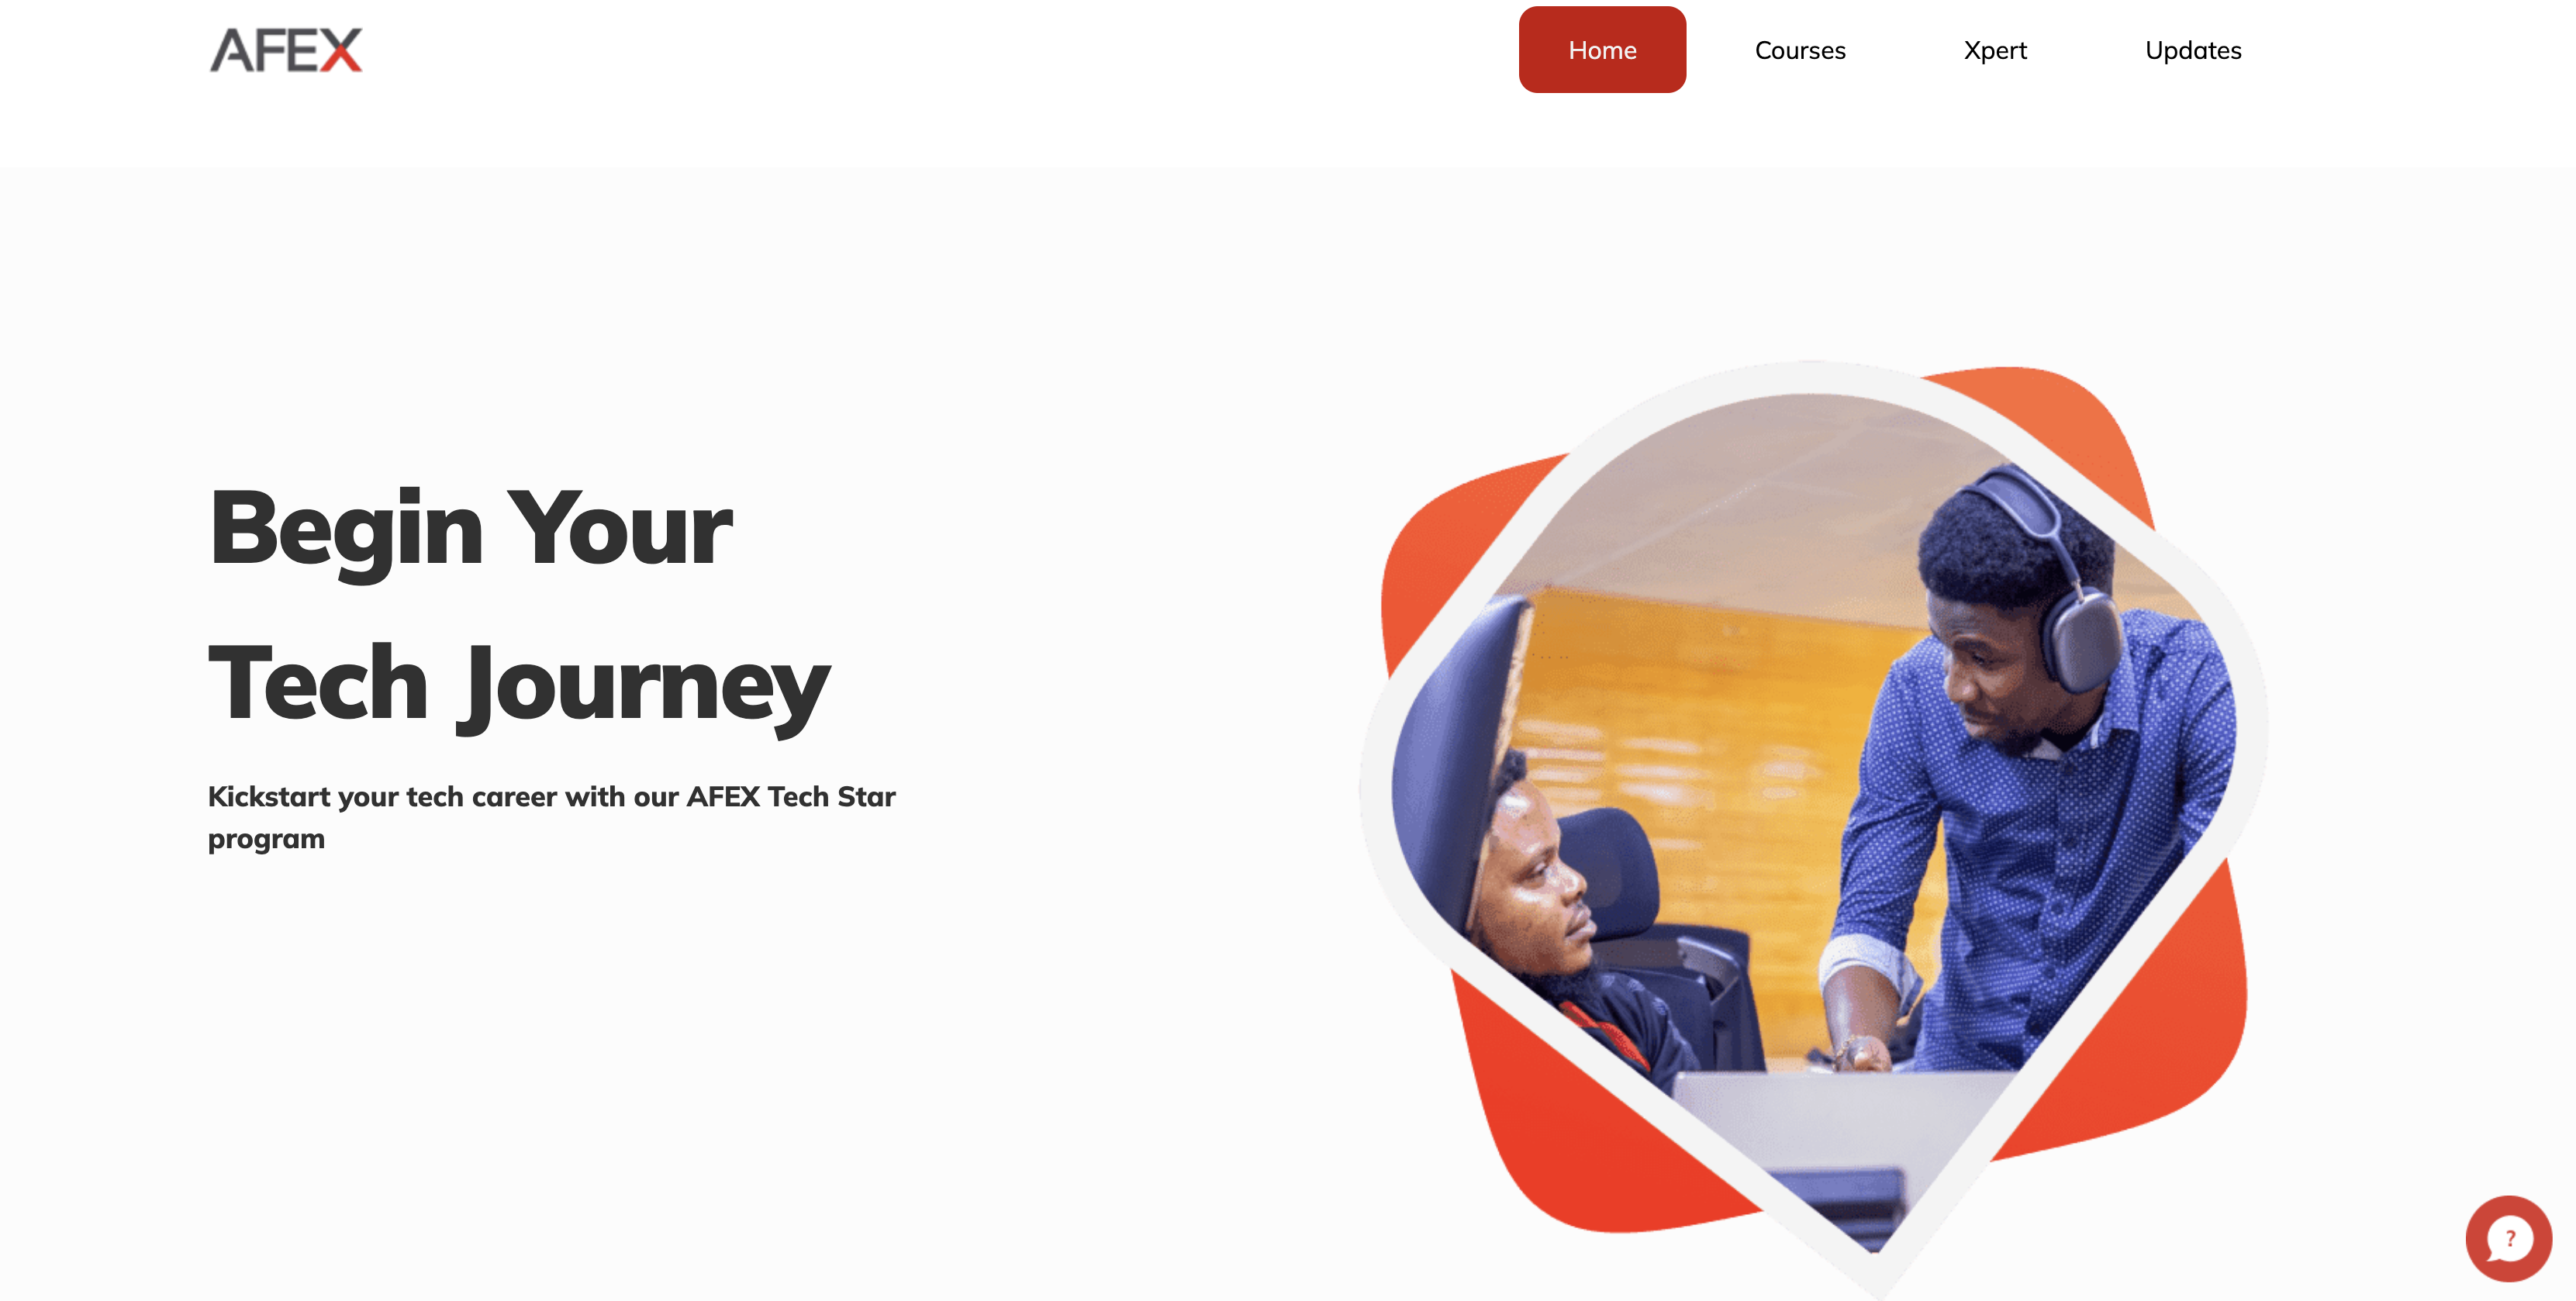 AFEX
Home
Courses
Xpert
Updates
Begin Your
Tech Journey
Kickstart your tech career with our AFEX Tech Star
program
?